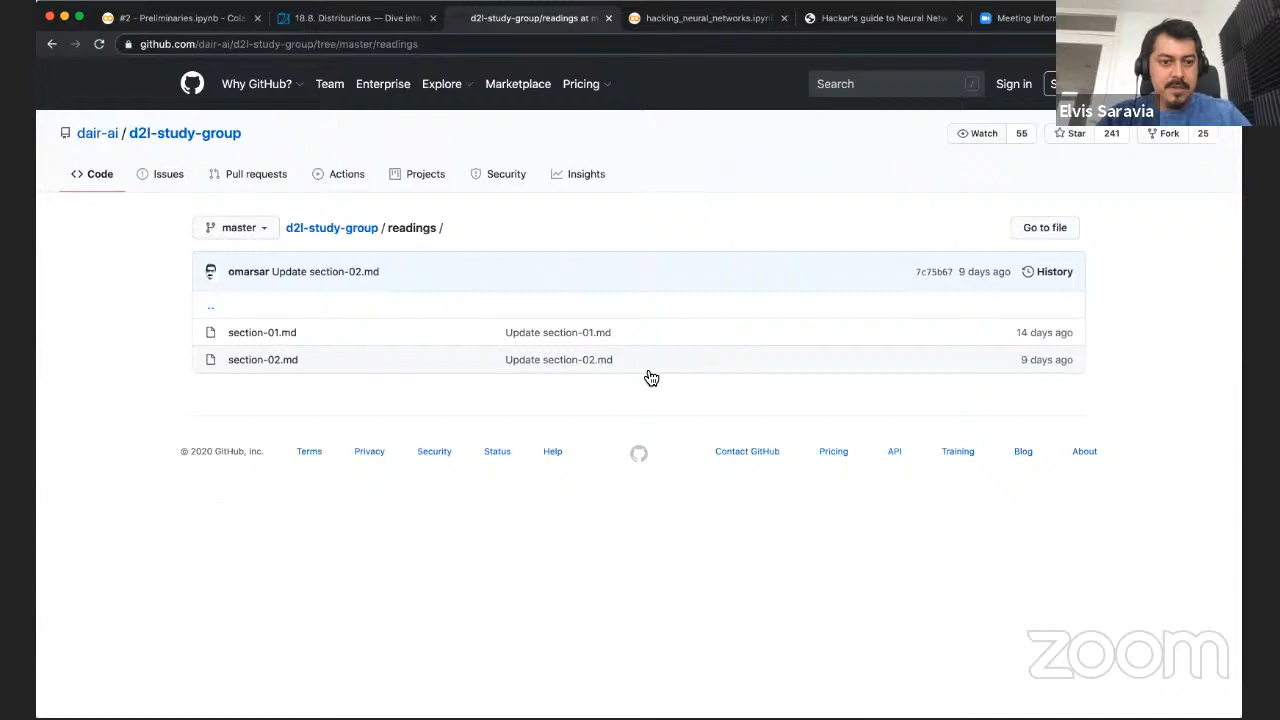 #2 - Preliminaries.ipynb - Cola
18.8. Distributions — Dive into
d2l-study-group/readings at m
hacking_neural_networks.ipynb
Hacker's guide to Neural Netw
Meeting Inform
github.com/dair-ai/d2l-study-group/tree/master/readings
Why GitHub? Team Enterprise Explore Marketplace Pricing
Search /
Sign in S
Elvis Saravia
dair-ai / d2l-study-group
Watch 55 Star 241 Fork 25
Code Issues Pull requests Actions Projects Security Insights
master d2l-study-group / readings /
Go to file
omarsar Update section-02.md 7c75b67 9 days ago History
..
section-01.md Update section-01.md 14 days ago
section-02.md Update section-02.md 9 days ago
© 2020 GitHub, Inc. Terms Privacy Security Status Help Contact GitHub Pricing API Training Blog About
zoom